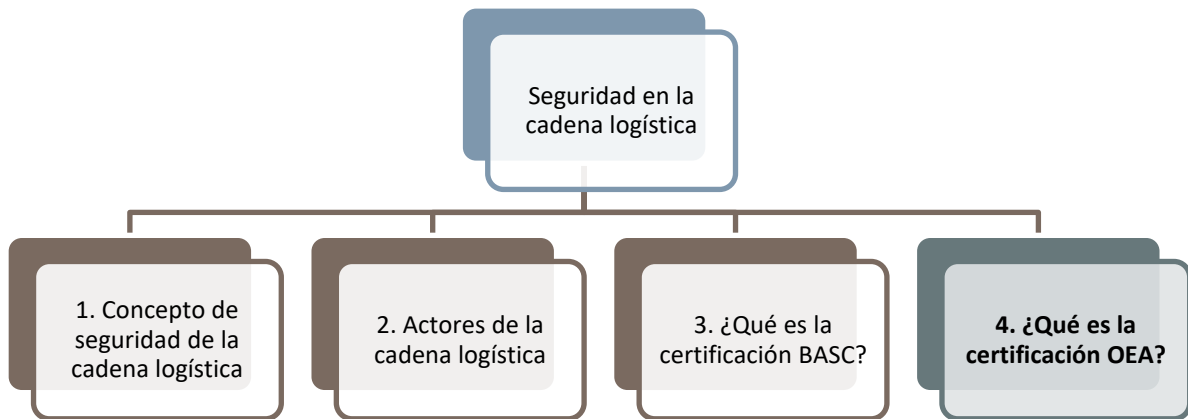 Seguridad en la
cadena logística
1. Concepto de
seguridad de la
cadena logística
2. Actores de la
cadena logística
3. ¿Qué es la
certificación BASC?
4. ¿Qué es la
certificación OEA?